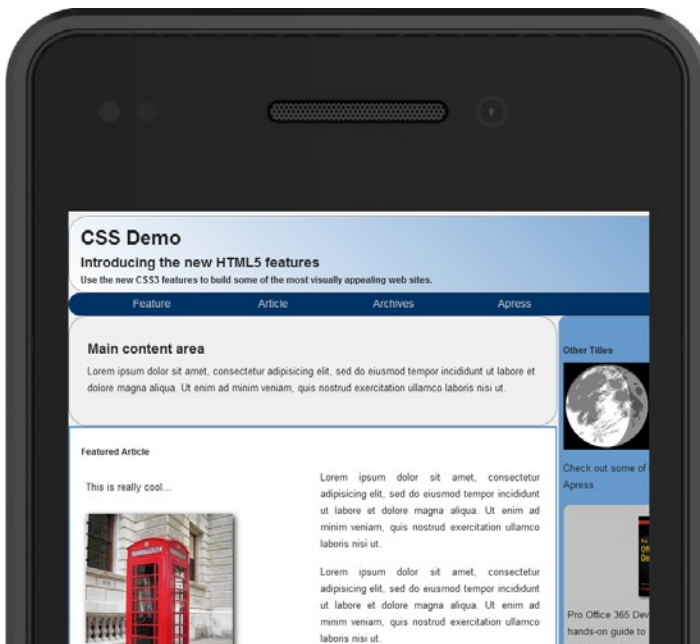 CSS Demo
Introducing the new HTML5 features
Use the new CSS3 features to build some of the most visually appealing web sites.
Feature Article Archives Apress
Main content area
Lorem ipsum dolor sit amet, consectetur adipisicing elit, sed do eiusmod tempor incididunt ut labore et
dolore magna aliqua. Ut enim ad minim veniam, quis nostrud exercitation ullamco laboris nisi ut.
Featured Article
This is really cool...
Lorem ipsum dolor sit amet, consectetur
adipisicing elit, sed do eiusmod tempor incididunt
ut labore et dolore magna aliqua. Ut enim ad
minim veniam, quis nostrud exercitation ullamco
laboris nisi ut.
Lorem ipsum dolor sit amet, consectetur
adipisicing elit, sed do eiusmod tempor incididunt
ut labore et dolore magna aliqua. Ut enim ad
minim veniam, quis nostrud exercitation ullamco
laboris nisi ut.
Other Titles
Check out some of
Apress.
Pro Office 365 Dev
hands-on guide to